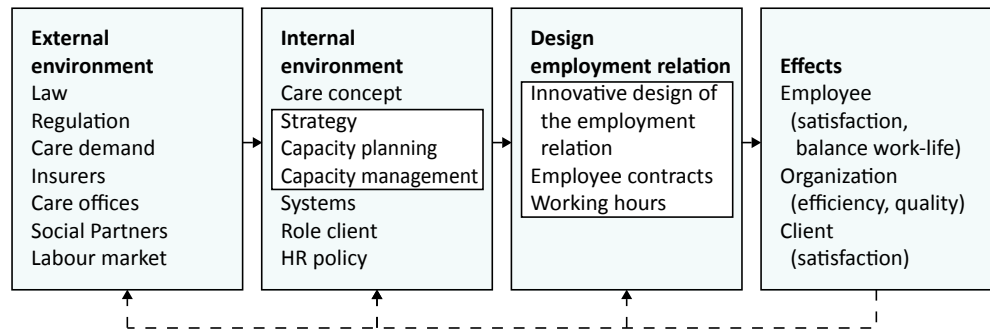 External
environment
Law
Regulation
Care demand
Insurers
Care offices
Social Partners
Labour market
Internal
environment
Care concept
Strategy
Capacity planning
Capacity management
Systems
Role client
HR policy
Design
employment relation
Innovative design of
the employment
relation
Employee contracts
Working hours
Effects
Employee
(satisfaction,
balance work-life)
Organization
(efficiency, quality)
Client
(satisfaction)